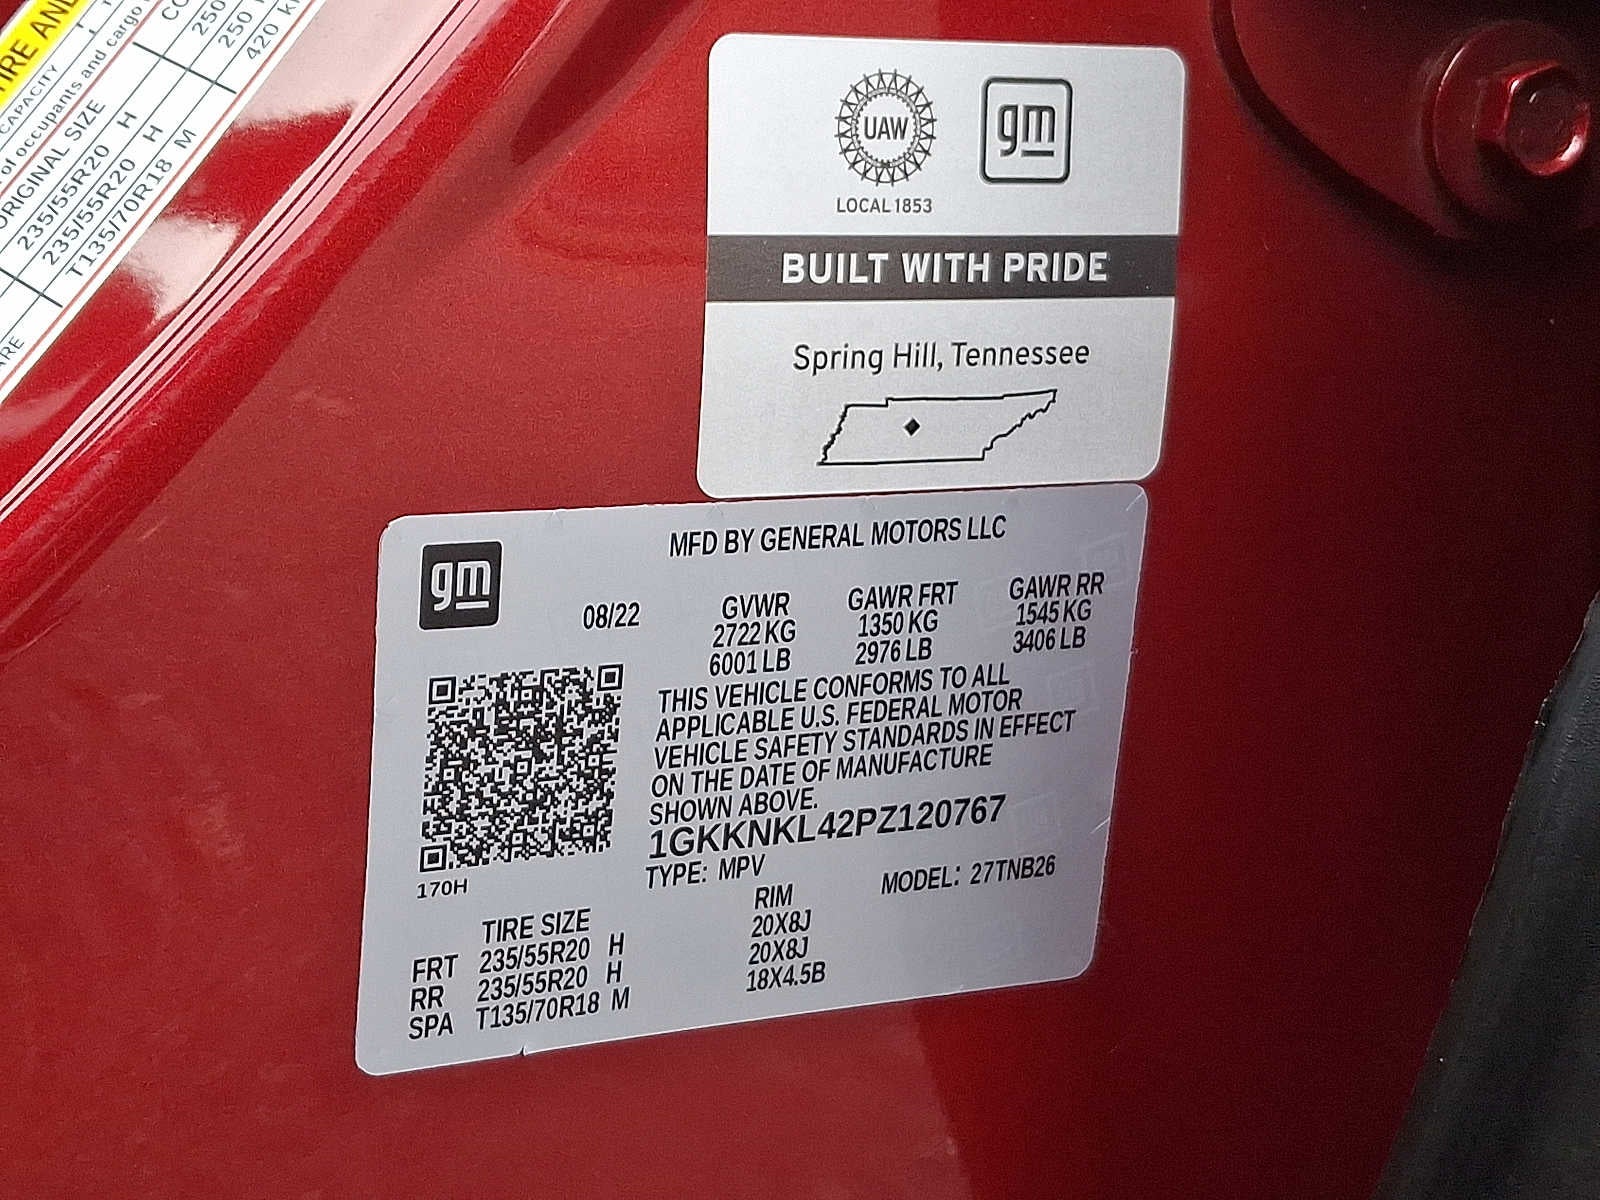 TIRE AND
CAPACITY
of occupants and cargo
ORIGINAL SIZE
235/55R20 H
235/55R20 H
T135/70R18 M
CO
250
250
420 k
UAW
gm
LOCAL 1853
BUILT WITH PRIDE
Spring Hill, Tennessee
gm
MFD BY GENERAL MOTORS LLC
08/22 GVWR GAWR FRT GAWR RR
2722 KG 1350 KG 1545 KG
6001 LB 2976 LB 3406 LB
THIS VEHICLE CONFORMS TO ALL
APPLICABLE U.S. FEDERAL MOTOR
VEHICLE SAFETY STANDARDS IN EFFECT
ON THE DATE OF MANUFACTURE
SHOWN ABOVE.
1GKKNKL42PZ120767
170H
TYPE: MPV MODEL: 27TNB26
TIRE SIZE RIM
FRT 235/55R20 H 20X8J
RR 235/55R20 H 20X8J
SPA T135/70R18 M 18X4.5B